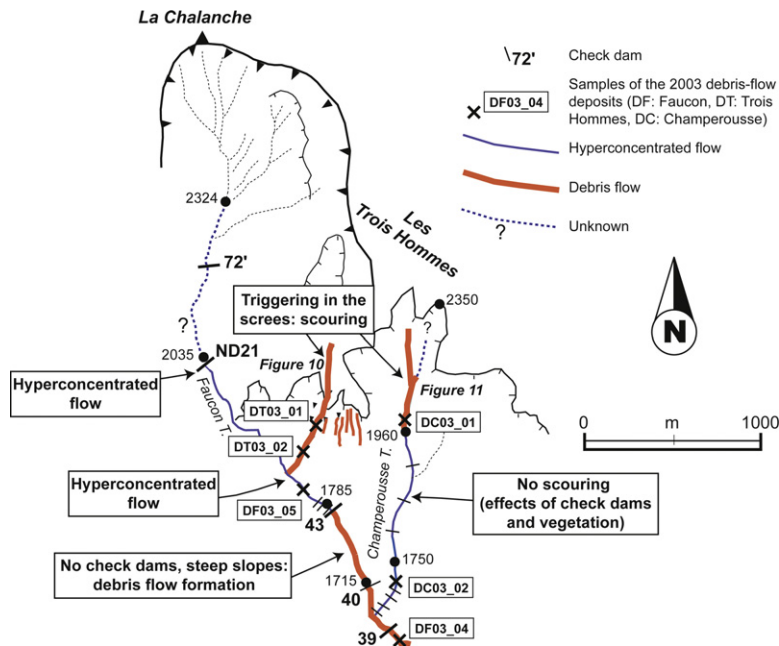 La Chalanche
72'
Check dam
DF03_04
Samples of the 2003 debris-flow
deposits (DF: Faucon, DT: Trois
Hommes, DC: Champerousse)
Hyperconcentrated flow
Debris flow
?
Unknown
2324
Les
Trois Hommes
72'
Triggering in the
screes: scouring
2350
?
?
N
2035
ND21
Figure 10
Figure 11
Hyperconcentrated
flow
Faucon T.
DT03_01
DC03_01
1960
0
m
1000
DT03_02
Hyperconcentrated
flow
1785
DF03_05
43
Champerousse T.
No scouring
(effects of check dams
and vegetation)
No check dams, steep slopes:
debris flow formation
1750
1715
40
DC03_02
39
DF03_04